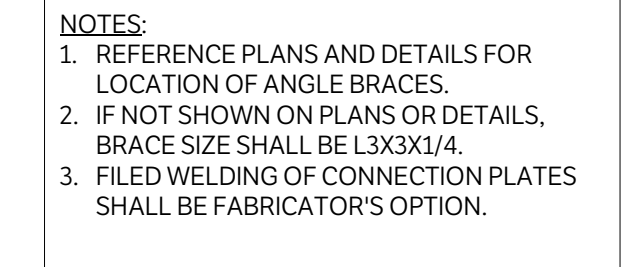 NOTES:
1. REFERENCE PLANS AND DETAILS FOR
LOCATION OF ANGLE BRACES.
2. IF NOT SHOWN ON PLANS OR DETAILS,
BRACE SIZE SHALL BE L3X3X1/4.
3. FILED WELDING OF CONNECTION PLATES
SHALL BE FABRICATOR'S OPTION.